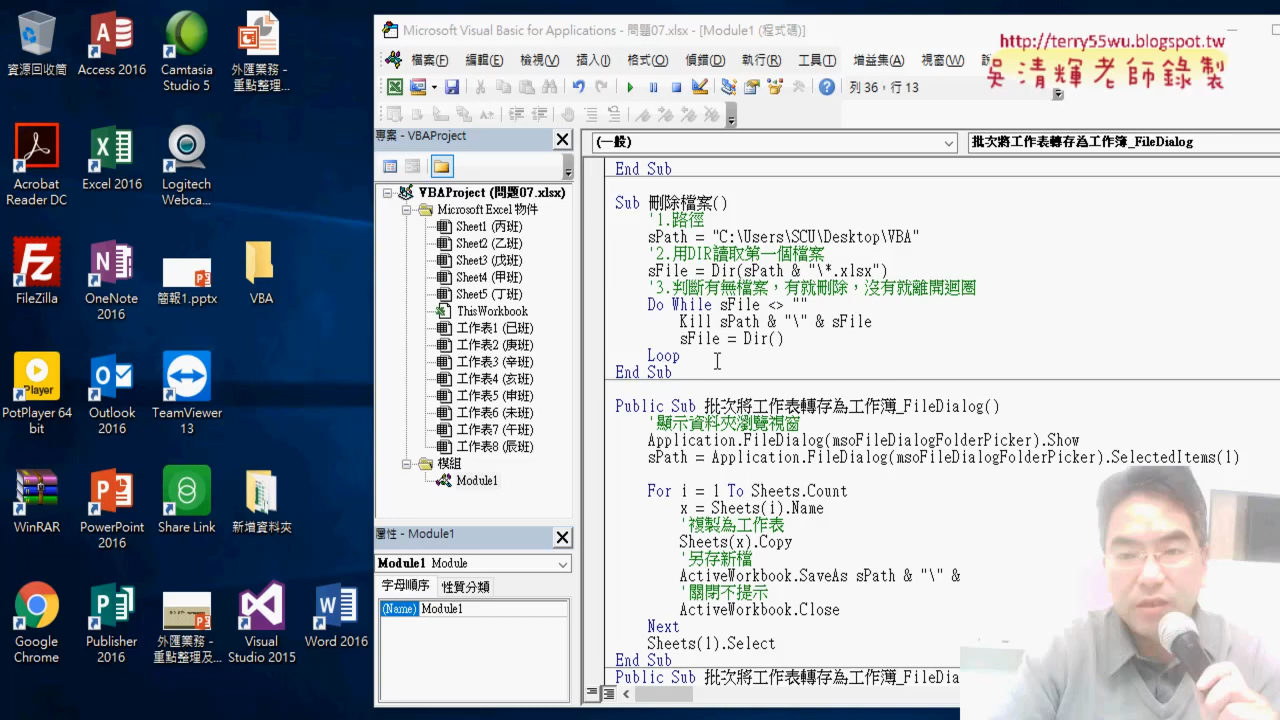 資源回收筒
Access 2016
Camtasia Studio 5
外匯業務 - 重點整理...
Acrobat Reader DC
Excel 2016
Logitech Webca...
FileZilla
OneNote 2016
簡報1.pptx
VBA
PotPlayer 64 bit
Outlook 2016
TeamViewer 13
WinRAR
PowerPoint 2016
Share Link
新增資料夾
Google Chrome
Publisher 2016
外匯業務 - 重點整理及...
Visual Studio 2015
Word 2016
Microsoft Visual Basic for Applications - 問題07.xlsx - [Module1 (程式碼)]
http://terry55wu.blogspot.tw
吳清輝老師錄製
檔案(F) 編輯(E) 檢視(V) 插入(I) 格式(O) 偵錯(D) 執行(R) 工具(T) 增益集(A) 視窗(W)
列 36，行 13
專案 - VBAProject
VBAProject (問題07.xlsx)
Microsoft Excel 物件
Sheet1 (丙班)
Sheet2 (乙班)
Sheet3 (戊班)
Sheet4 (甲班)
Sheet5 (丁班)
ThisWorkbook
工作表1 (巳班)
工作表2 (庚班)
工作表3 (辛班)
工作表4 (亥班)
工作表5 (申班)
工作表6 (未班)
工作表7 (午班)
工作表8 (辰班)
模組
Module1
屬性 - Module1
Module1 Module
字母順序 性質分類
(Name) Module1
(一般)
批次將工作表轉存為工作簿_FileDialog
End Sub
Sub 刪除檔案()
'1.路徑
sPath = "C:\Users\SCU\Desktop\VBA"
'2.用DIR讀取第一個檔案
sFile = Dir(sPath & "\*.xlsx")
'3.判斷有無檔案，有就刪除，沒有就離開迴圈
Do While sFile <> ""
Kill sPath & "\" & sFile
sFile = Dir()
Loop
End Sub
Public Sub 批次將工作表轉存為工作簿_FileDialog()
'顯示資料夾瀏覽視窗
Application.FileDialog(msoFileDialogFolderPicker).Show
sPath = Application.FileDialog(msoFileDialogFolderPicker).SelectedItems(1)
For i = 1 To Sheets.Count
x = Sheets(i).Name
'複製為工作表
Sheets(x).Copy
'另存新檔
ActiveWorkbook.SaveAs sPath & "\" &
'關閉不提示
ActiveWorkbook.Close
Next
Sheets(1).Select
End Sub
Public Sub 批次將工作表轉存為工作簿_FileDia